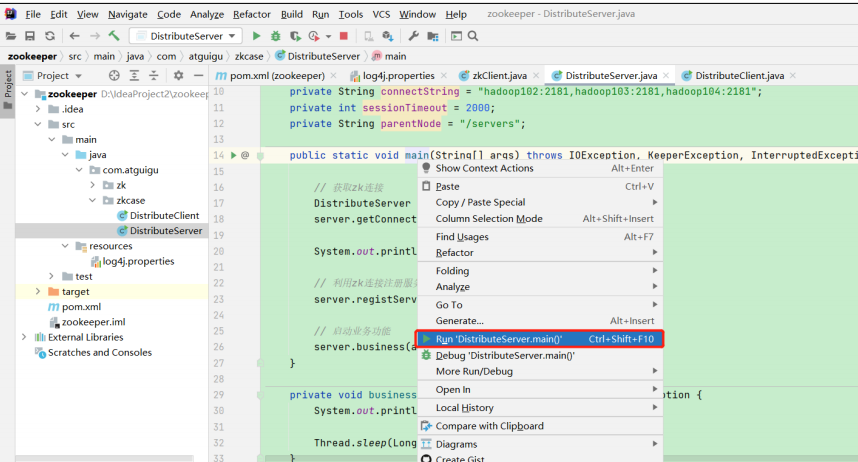 File Edit View Navigate Code Analyze Refactor Build Run Tools VCS Window Help zookeeper - DistributeServer.java
DistributeServer
zookeeper src main java com atguigu zkcase DistributeServer main
Project
Project
pom.xml (zookeeper) log4j.properties zkClient.java DistributeServer.java DistributeClient.java
zookeeper D:\IdeaProject2\zookeep
.idea
src
main
java
com.atguigu
zk
zkcase
DistributeClient
DistributeServer
resources
log4j.properties
test
target
pom.xml
zookeeper.iml
External Libraries
Scratches and Consoles
10 private String connectString = "hadoop102:2181,hadoop103:2181,hadoop104:2181";
11 private int sessionTimeout = 2000;
12 private String parentNode = "/servers";
13
14 @ public static void main(String[] args) throws IOException, KeeperException, InterruptedExcepti
15
16 // 获取zk连接
17 DistributeServer
18 server.getConnect
19
20 System.out.printl
21
22 // 利用zk连接注册服务
23 server.registServ
24
25 // 启动业务功能
26 server.business(a
27 }
28
29 private void business ption {
30 System.out.printl
31
32 Thread.sleep(Long
33 }
Show Context Actions Alt+Enter
Paste Ctrl+V
Copy / Paste Special
Column Selection Mode Alt+Shift+Insert
Find Usages Alt+F7
Refactor
Folding
Analyze
Go To
Generate... Alt+Insert
Run 'DistributeServer.main()' Ctrl+Shift+F10
Debug 'DistributeServer.main()'
More Run/Debug
Open In
Local History
Compare with Clipboard
Diagrams
Create Gist